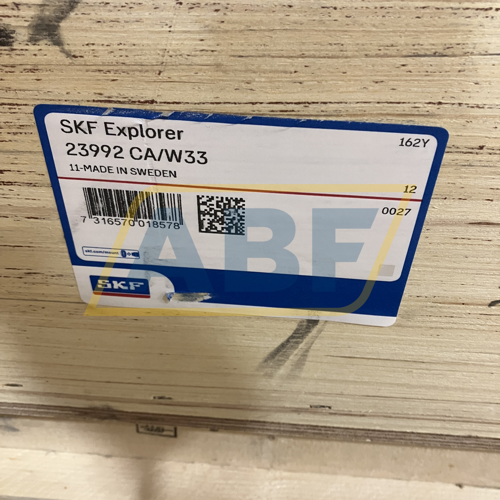 SKF Explorer
162Y
23992 CA/W33
11-MADE IN SWEDEN
12
0027
7 316570 018578
SKF
ABF